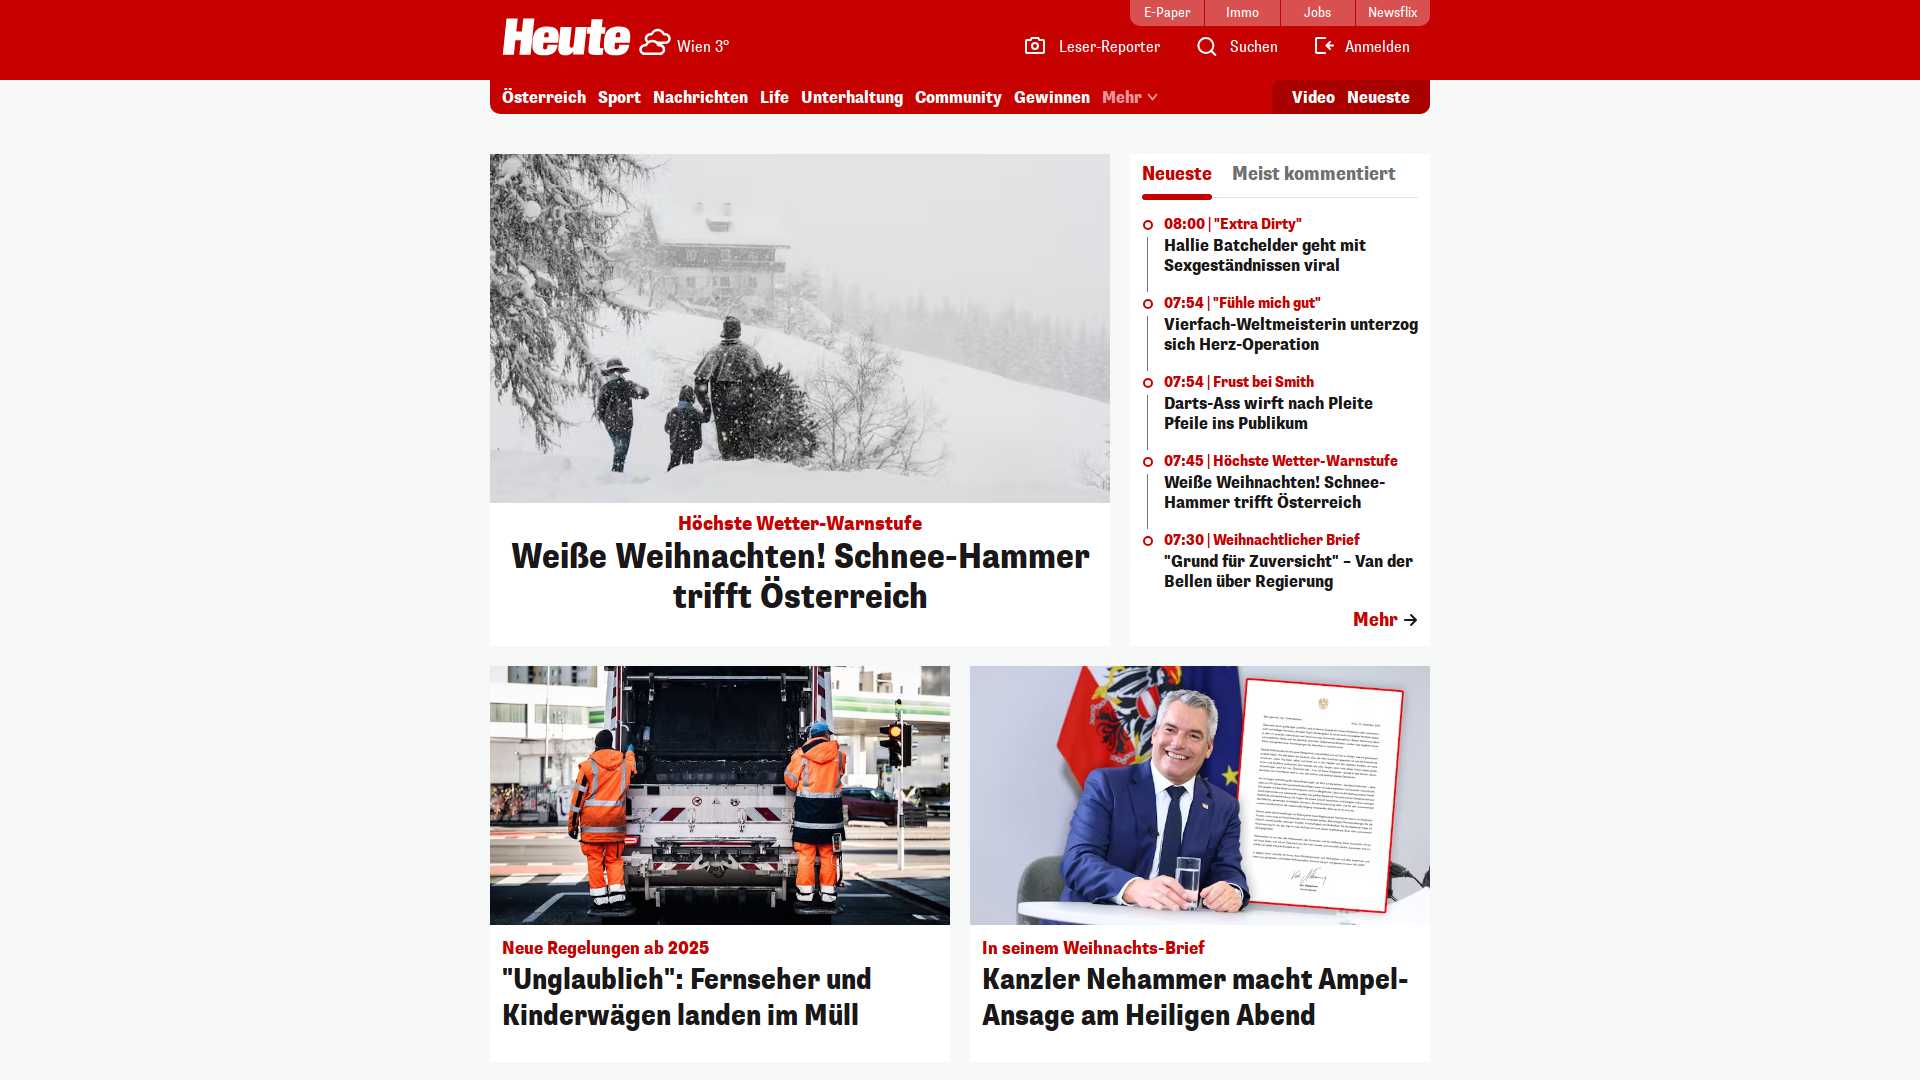 E-Paper
Immo
Jobs
Newsflix
Heute
Wien 3°
Leser-Reporter
Suchen
Anmelden
Österreich
Sport
Nachrichten
Life
Unterhaltung
Community
Gewinnen
Mehr
Video
Neueste
Höchste Wetter-Warnstufe
Weiße Weihnachten! Schnee-Hammer
trifft Österreich
Neueste
Meist kommentiert
08:00 | "Extra Dirty"
Hallie Batchelder geht mit
Sexgeständnissen viral
07:54 | "Fühle mich gut"
Vierfach-Weltmeisterin unterzog
sich Herz-Operation
07:54 | Frust bei Smith
Darts-Ass wirft nach Pleite
Pfeile ins Publikum
07:45 | Höchste Wetter-Warnstufe
Weiße Weihnachten! Schnee-
Hammer trifft Österreich
07:30 | Weihnachtlicher Brief
"Grund für Zuversicht" – Van der
Bellen über Regierung
Mehr
Neue Regelungen ab 2025
"Unglaublich": Fernseher und
Kinderwägen landen im Müll
In seinem Weihnachts-Brief
Kanzler Nehammer macht Ampel-
Ansage am Heiligen Abend